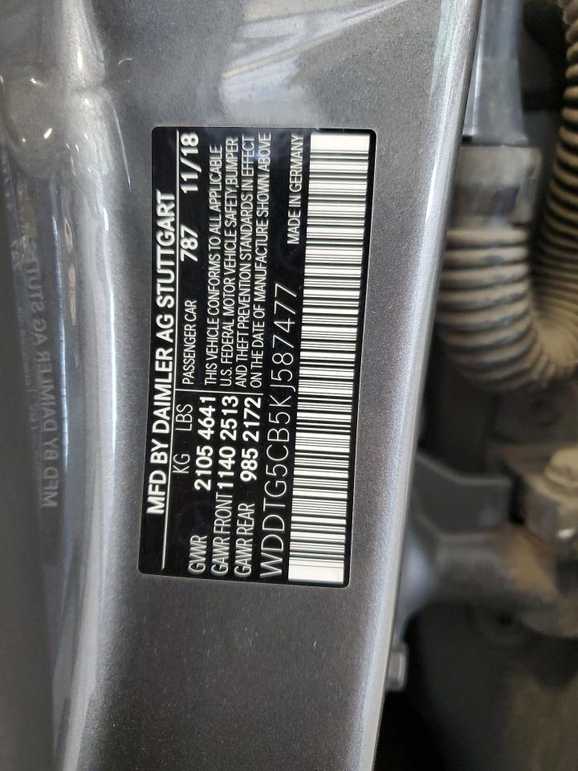 MFD BY DAIMLER AG STUTTGART
KG LBS PASSENGER CAR 787 11/18
GVWR 2105 4641 THIS VEHICLE CONFORMS TO ALL APPLICABLE
GAWR FRONT 1140 2513 U.S. FEDERAL MOTOR VEHICLE SAFETY, BUMPER
GAWR REAR 985 2172 AND THEFT PREVENTION STANDARDS IN EFFECT
ON THE DATE OF MANUFACTURE SHOWN ABOVE
WDDTG5CB5KJ587477
MADE IN GERMANY